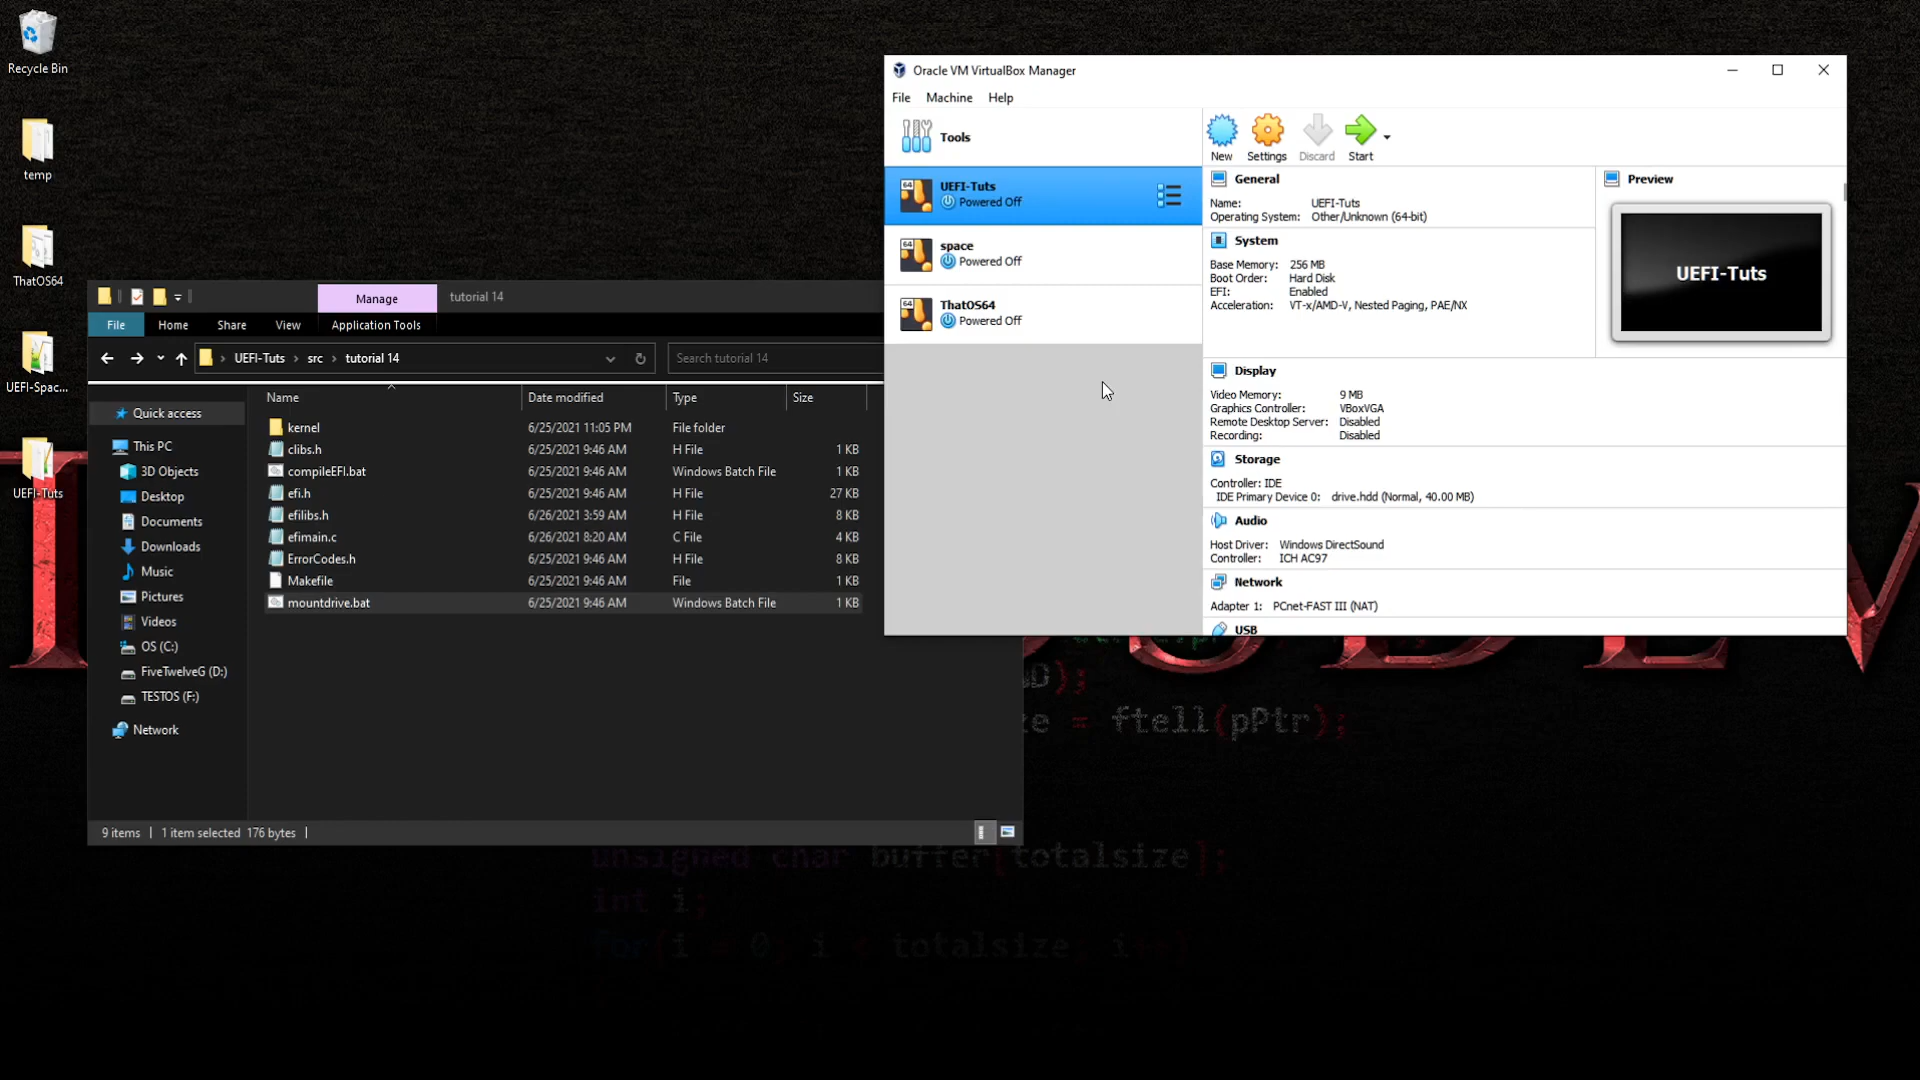 Recycle Bin
temp
ThatOS64
UEFI-Spac...
UEFI-Tuts
Manage
tutorial 14
File
Home
Share
View
Application Tools
UEFI-Tuts
src
tutorial 14
Search tutorial 14
Name
Date modified
Type
Size
Quick access
This PC
3D Objects
Desktop
Documents
Downloads
Music
Pictures
Videos
OS (C:)
FiveTwelveG (D:)
TESTOS (F:)
Network
kernel 6/25/2021 11:05 PM File folder
clibs.h 6/25/2021 9:46 AM H File 1 KB
compileEFI.bat 6/25/2021 9:46 AM Windows Batch File 1 KB
efi.h 6/25/2021 9:46 AM H File 27 KB
efilibs.h 6/26/2021 3:59 AM H File 8 KB
efimain.c 6/26/2021 8:20 AM C File 4 KB
ErrorCodes.h 6/25/2021 9:46 AM H File 8 KB
Makefile 6/25/2021 9:46 AM File 1 KB
mountdrive.bat 6/25/2021 9:46 AM Windows Batch File 1 KB
9 items
1 item selected 176 bytes
Oracle VM VirtualBox Manager
File
Machine
Help
Tools
64
UEFI-Tuts
Powered Off
64
space
Powered Off
64
ThatOS64
Powered Off
New
Settings
Discard
Start
General
Name: UEFI-Tuts
Operating System: Other/Unknown (64-bit)
System
Base Memory: 256 MB
Boot Order: Hard Disk
EFI: Enabled
Acceleration: VT-x/AMD-V, Nested Paging, PAE/NX
Preview
UEFI-Tuts
Display
Video Memory: 9 MB
Graphics Controller: VBoxVGA
Remote Desktop Server: Disabled
Recording: Disabled
Storage
Controller: IDE
IDE Primary Device 0: drive.hdd (Normal, 40.00 MB)
Audio
Host Driver: Windows DirectSound
Controller: ICH AC97
Network
Adapter 1: PCnet-FAST III (NAT)
USB
D);
ze = ftell(pPtr);
unsigned char buffer[totalsize];
int i;
for(i = 0; i < totalsize; i++)